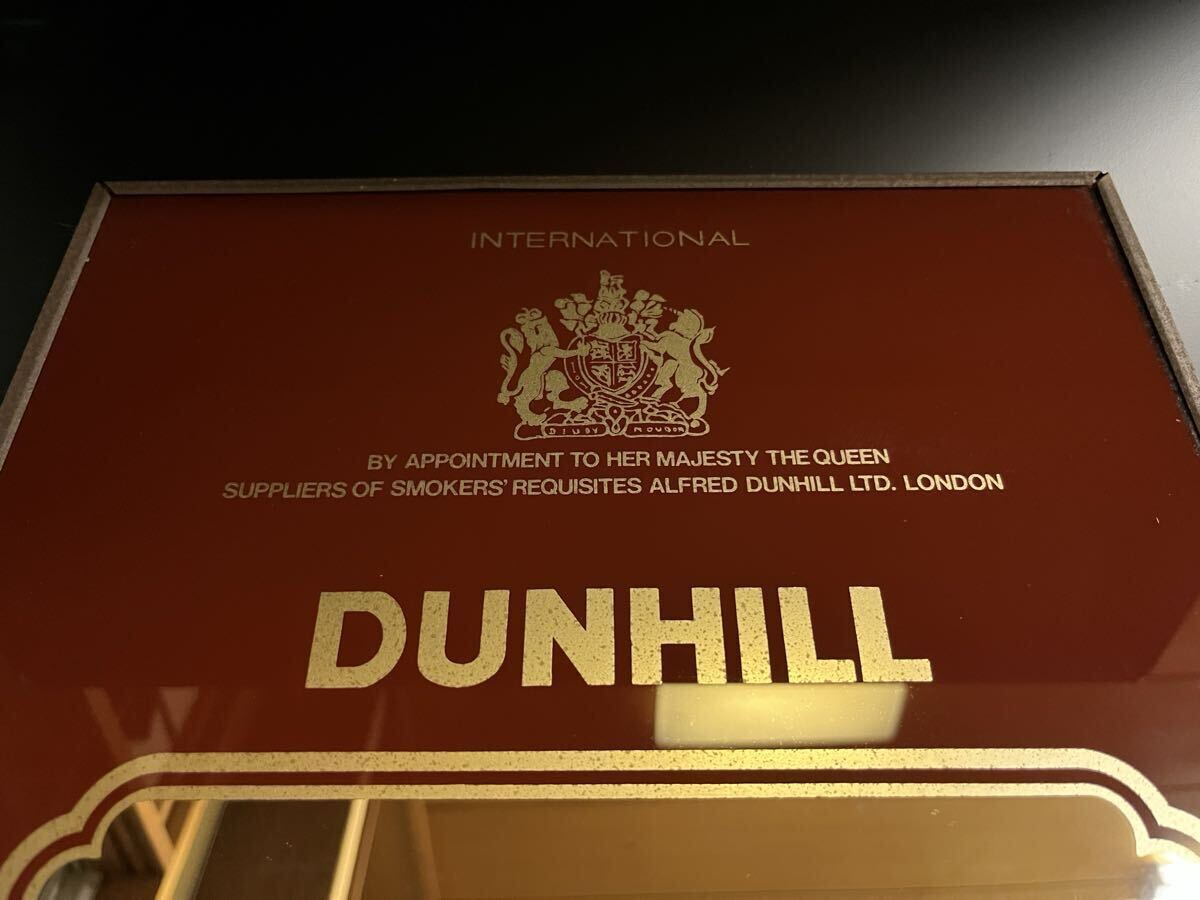 INTERNATIONAL
BY APPOINTMENT TO HER MAJESTY THE QUEEN
SUPPLIERS OF SMOKERS' REQUISITES ALFRED DUNHILL LTD. LONDON
DUNHILL